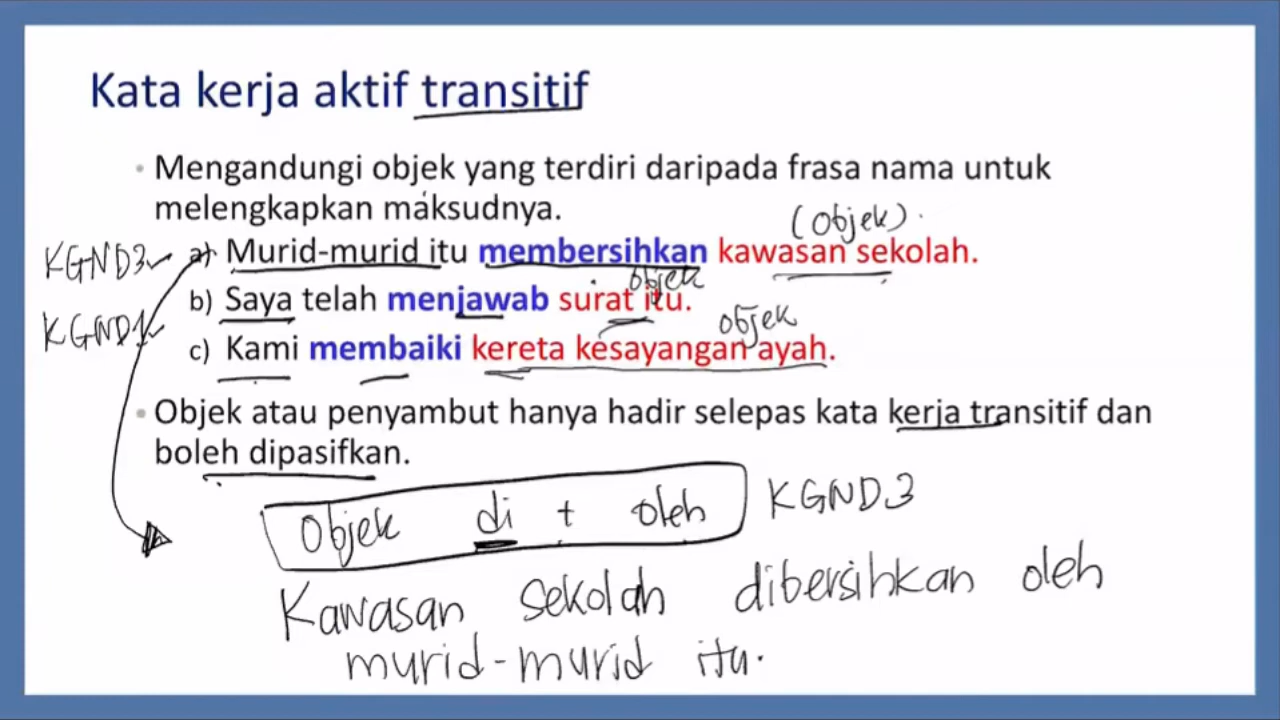 Kata kerja aktif transitif
• Mengandungi objek yang terdiri daripada frasa nama untuk
melengkapkan maksudnya.
(Objek).
KGND3 a) Murid-murid itu membersihkan kawasan sekolah.
objek
b) Saya telah menjawab surat itu.
KGND1 objek
c) Kami membaiki kereta kesayangan ayah.
• Objek atau penyambut hanya hadir selepas kata kerja transitif dan
boleh dipasifkan.
Objek di + oleh KGND3
Kawasan sekolah dibersihkan oleh
murid-murid itu.